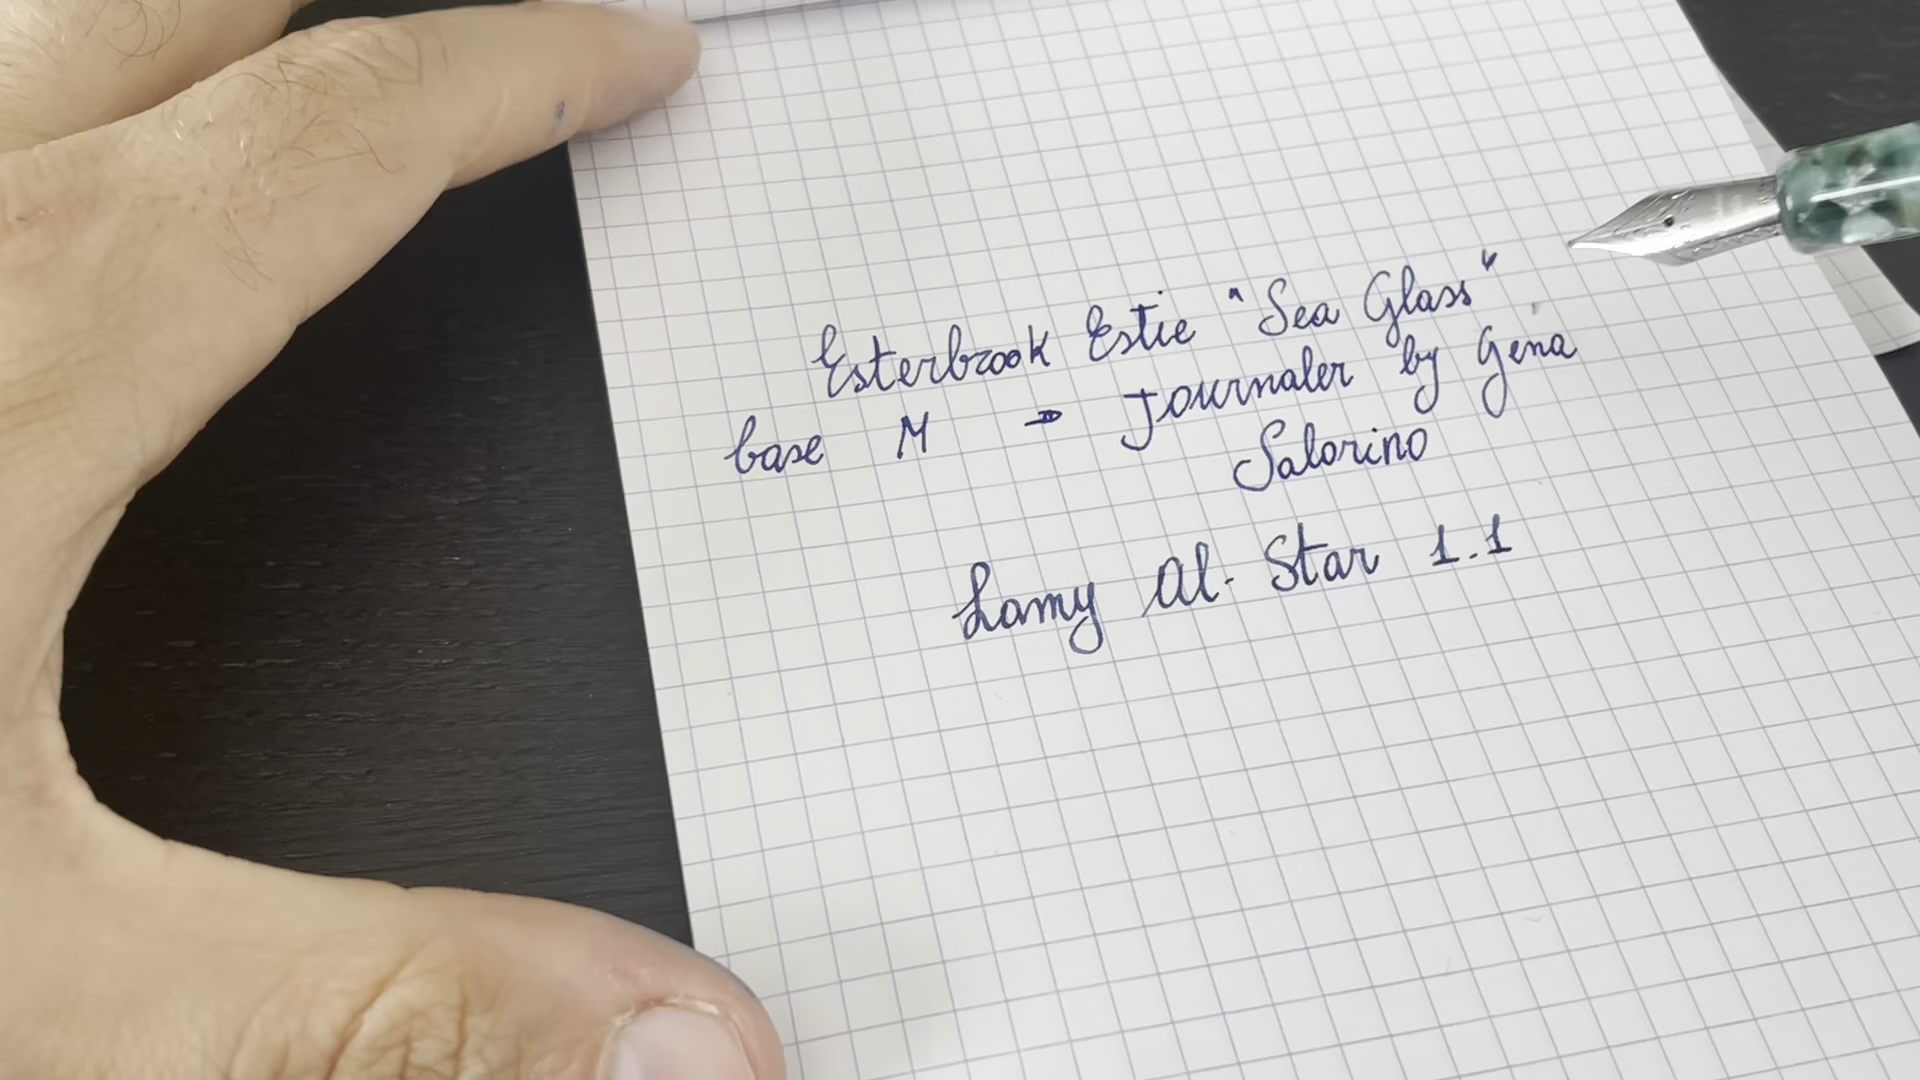 Esterbrook Estie "Sea Glass"
base M → Journaler by Gena
Salorino
Lamy Al-Star 1.1